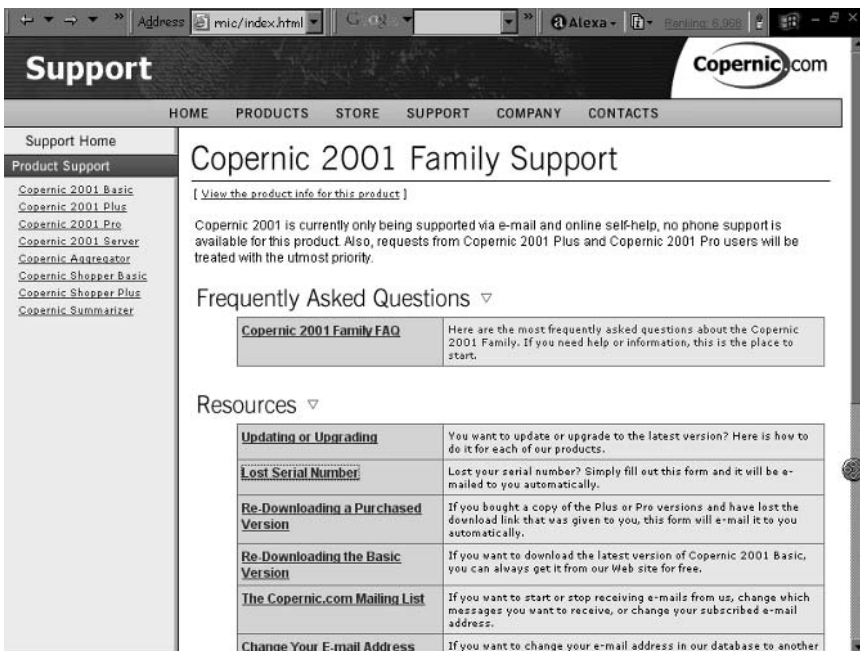 Address mic/index.html Alexa Ranking: 6,968
Support
Copernic.com
HOME PRODUCTS STORE SUPPORT COMPANY CONTACTS
Support Home
Product Support
Copernic 2001 Basic
Copernic 2001 Plus
Copernic 2001 Pro
Copernic 2001 Server
Copernic Aggregator
Copernic Shopper Basic
Copernic Shopper Plus
Copernic Summarizer
Copernic 2001 Family Support
[ View the product info for this product ]
Copernic 2001 is currently only being supported via e-mail and online self-help, no phone support is
available for this product. Also, requests from Copernic 2001 Plus and Copernic 2001 Pro users will be
treated with the utmost priority.
Frequently Asked Questions
Copernic 2001 Family FAQ
Here are the most frequently asked questions about the Copernic
2001 Family. If you need help or information, this is the place to
start.
Resources
Updating or Upgrading
You want to update or upgrade to the latest version? Here is how to
do it for each of our products.
Lost Serial Number
Lost your serial number? Simply fill out this form and it will be e-
mailed to you automatically.
Re-Downloading a Purchased
Version
If you bought a copy of the Plus or Pro versions and have lost the
download link that was given to you, this form will e-mail it to you
automatically.
Re-Downloading the Basic
Version
If you want to download the latest version of Copernic 2001 Basic,
you can always get it from our Web site for free.
The Copernic.com Mailing List
If you want to start or stop receiving e-mails from us, change which
messages you want to receive, or change your subscribed e-mail
address.
Change Your E-mail Address
If you want to change your e-mail address in our database to another